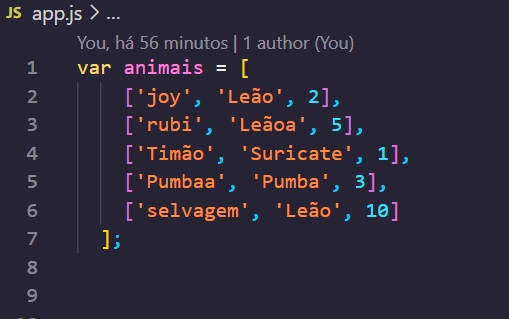 JS app.js > ...
You, há 56 minutos | 1 author (You)
1 var animais = [
2 ['joy', 'Leão', 2],
3 ['rubi', 'Leãoa', 5],
4 ['Timão', 'Suricate', 1],
5 ['Pumbaa', 'Pumba', 3],
6 ['selvagem', 'Leão', 10]
7 ];
8
9